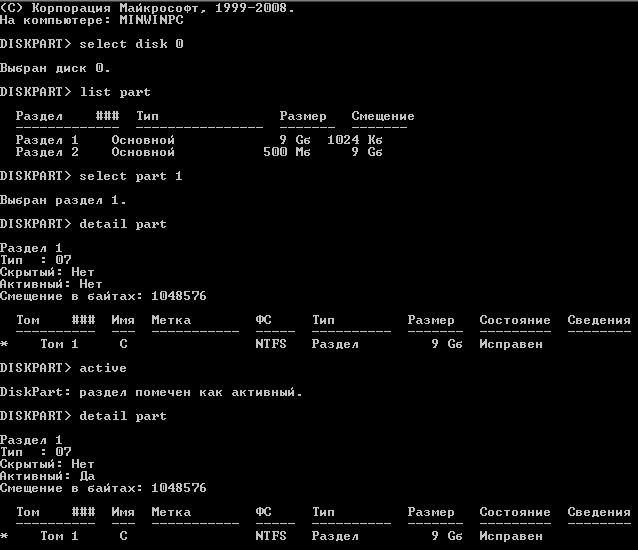 (C) Корпорация Майкрософт, 1999-2008.
На компьютере: MINWINPC
DISKPART> select disk 0
Выбран диск 0.
DISKPART> list part
Раздел ### Тип Размер Смещение
------------- ---------------- ------- -------
Раздел 1 Основной 9 Gб 1024 Kб
Раздел 2 Основной 500 Mб 9 Gб
DISKPART> select part 1
Выбран раздел 1.
DISKPART> detail part
Раздел 1
Тип : 07
Скрытый: Нет
Активный: Нет
Смещение в байтах: 1048576
Том ### Имя Метка ФС Тип Размер Состояние Сведения
---------- --- ----------- ----- ---------- ------- --------- --------
* Том 1 C NTFS Раздел 9 Gб Исправен
DISKPART> active
DiskPart: раздел помечен как активный.
DISKPART> detail part
Раздел 1
Тип : 07
Скрытый: Нет
Активный: Да
Смещение в байтах: 1048576
Том ### Имя Метка ФС Тип Размер Состояние Сведения
---------- --- ----------- ----- ---------- ------- --------- --------
* Том 1 C NTFS Раздел 9 Gб Исправен